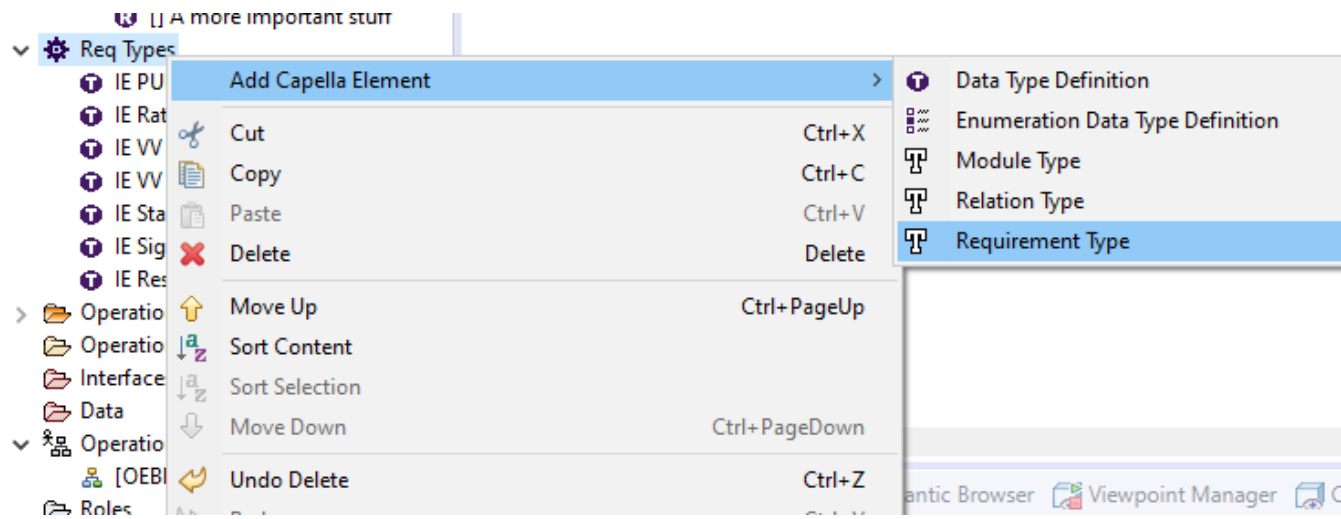 [] A more important stuff
Req Types
IE PU
IE Rat
IE VV
IE VV
IE Sta
IE Sig
IE Res
Operatio
Operatio
Interface
Data
Operatio
[OEB
Roles
Add Capella Element >
Cut Ctrl+X
Copy Ctrl+C
Paste Ctrl+V
Delete Delete
Move Up Ctrl+PageUp
Sort Content
Sort Selection
Move Down Ctrl+PageDown
Undo Delete Ctrl+Z
Data Type Definition
Enumeration Data Type Definition
Module Type
Relation Type
Requirement Type
antic Browser Viewpoint Manager